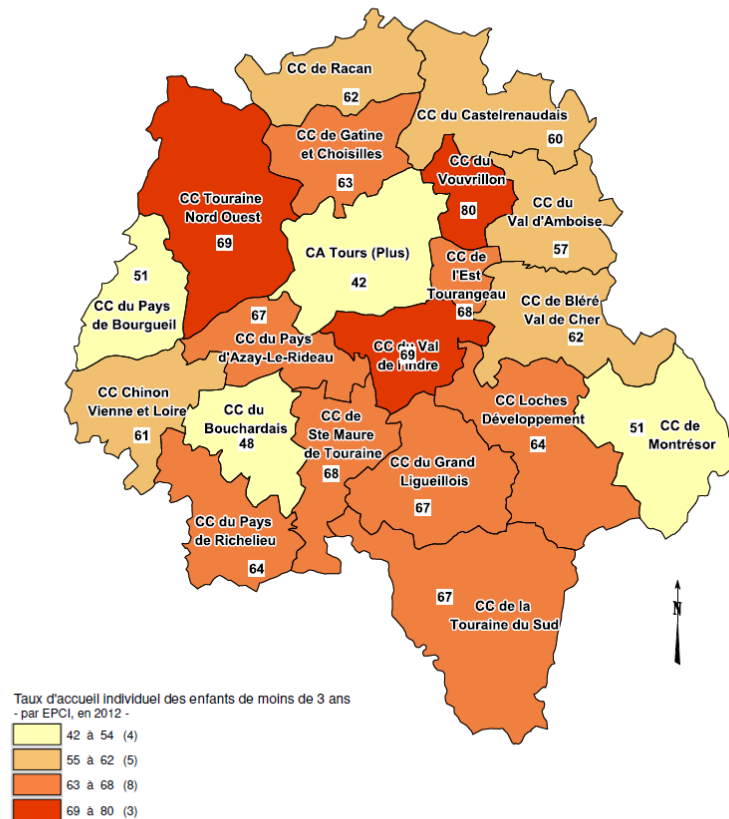 CC de Racan
62
CC du Castelrenaudais
60
CC de Gatine
et Choisilles
63
CC du
Vouvrillon
80
CC Touraine
Nord Ouest
69
CC du
Val d'Amboise
57
CA Tours (Plus)
42
CC de
l'Est
Tourangeau
68
51
CC du Pays
de Bourgueil
CC de Bléré
Val de Cher
62
67
CC du Pays
d'Azay-Le-Rideau
CC du Val
de l'Indre
69
CC Chinon
Vienne et Loire
61
CC du
Bouchardais
48
CC de
Ste Maure
de Touraine
68
CC Loches
Développement
64
51
CC de
Montrésor
CC du Grand
Ligueillois
67
CC du Pays
de Richelieu
64
67
CC de la
Touraine du Sud
N
Taux d'accueil individuel des enfants de moins de 3 ans
- par EPCI, en 2012 -
42 à 54 (4)
55 à 62 (5)
63 à 68 (8)
69 à 80 (3)